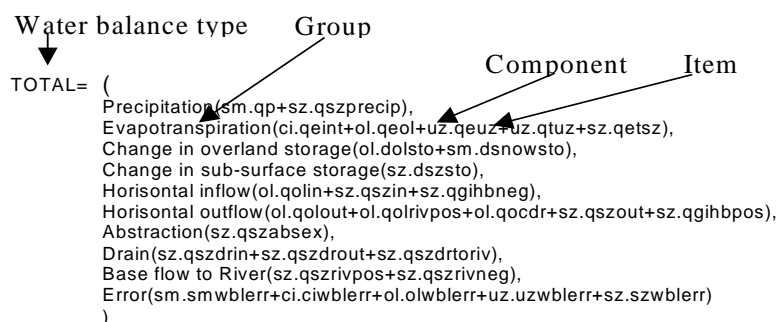 Water balance type Group
Component Item
TOTAL= (
Precipitation(sm.qp+sz.qszprecip),
Evapotranspiration(ci.qeint+ol.qeol+uz.qeuz+uz.qtuz+sz.qetsz),
Change in overland storage(ol.dolsto+sm.dsnowsto),
Change in sub-surface storage(sz.dszsto),
Horisontal inflow(ol.qolin+sz.qszin+sz.qgihbneg),
Horisontal outflow(ol.qolout+ol.qolrivpos+ol.qocdr+sz.qszout+sz.qgihbpos),
Abstraction(sz.qszabsex),
Drain(sz.qszdrin+sz.qszdrout+sz.qszdrtoriv),
Base flow to River(sz.qszrivpos+sz.qszrivneg),
Error(sm.smwblerr+ci.ciwblerr+ol.olwblerr+uz.uzwblerr+sz.szwblerr)
)